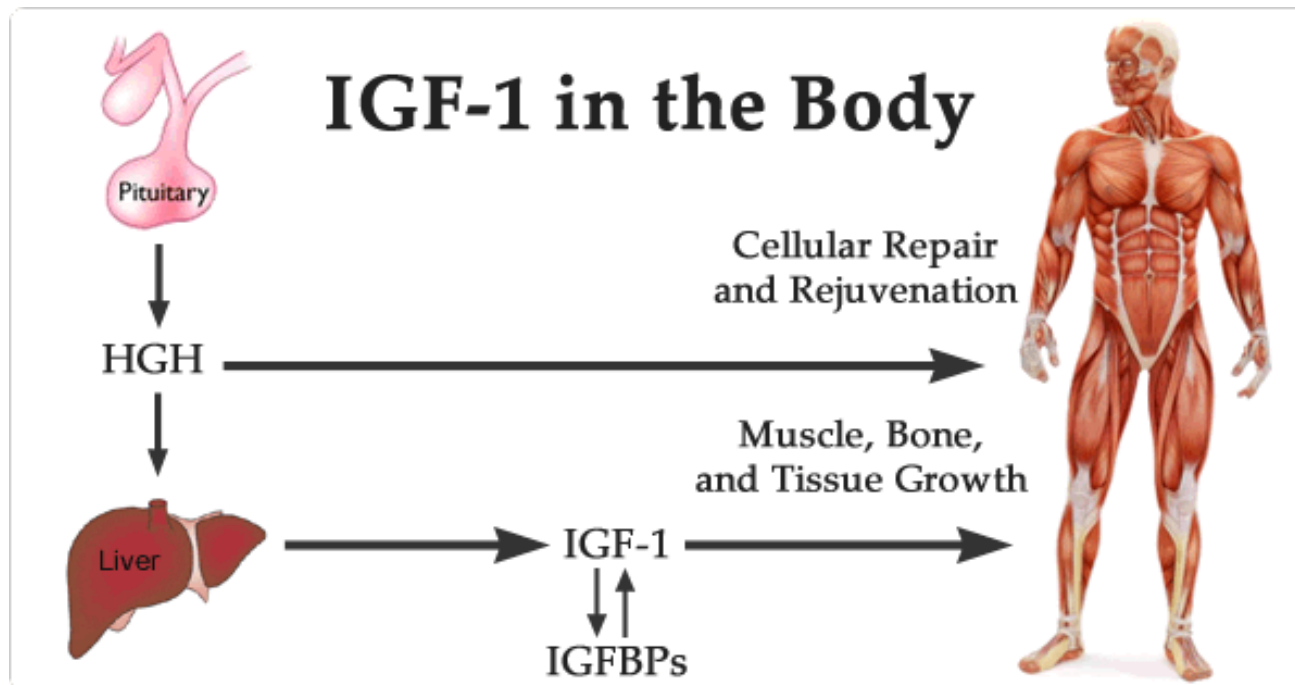 IGF-1 in the Body
Pituitary
Cellular Repair
and Rejuvenation
HGH
Muscle, Bone,
and Tissue Growth
Liver
IGF-1
IGFBPs